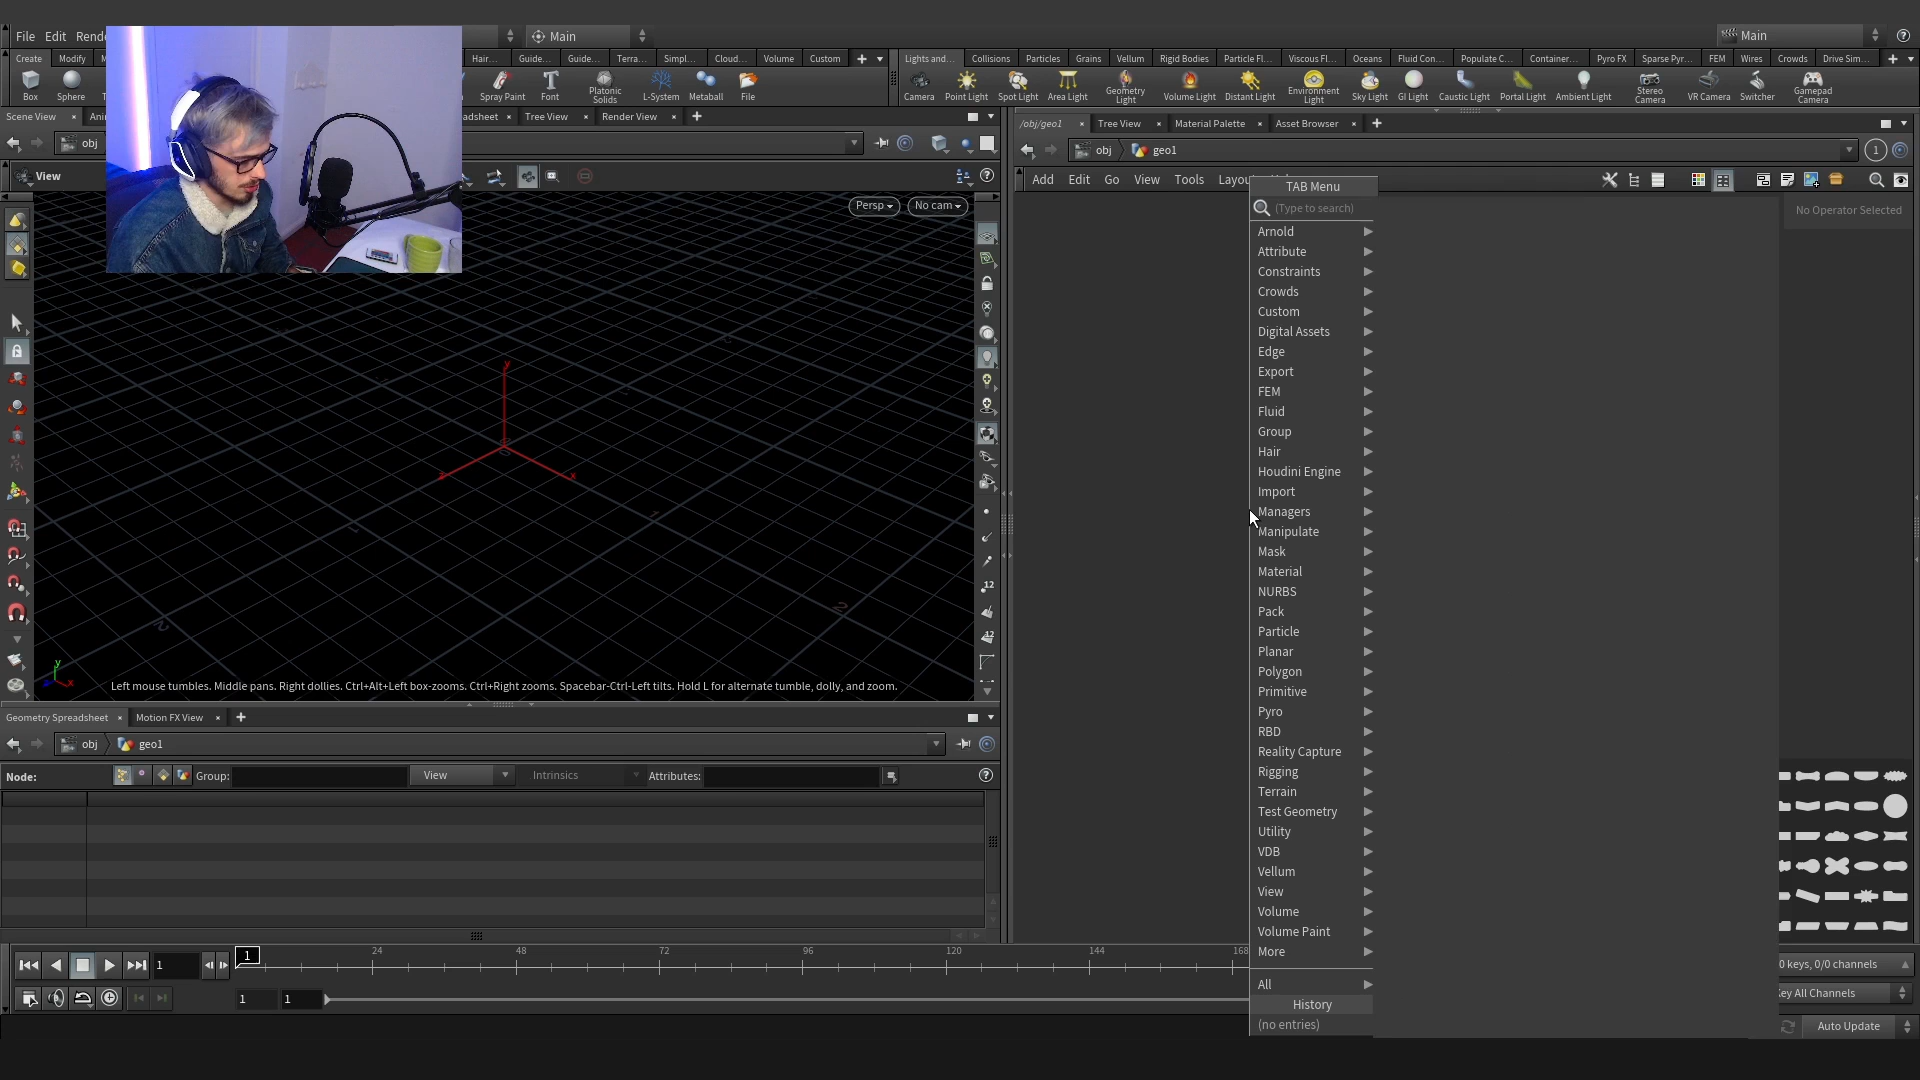 File Edit Rende
Main
Main
Create Modify M Hair... Guide... Guide... Terra... Simpl... Cloud... Volume Custom
Lights and... Collisions Particles Grains Vellum Rigid Bodies Particle Fl... Viscous Fl... Oceans Fluid Con... Populate C... Container... Pyro FX Sparse Pyr... FEM Wires Crowds Drive Sim...
Box Sphere T Spray Paint Font Platonic Solids L-System Metaball File
Camera Point Light Spot Light Area Light Geometry Light Volume Light Distant Light Environment Light Sky Light GI Light Caustic Light Portal Light Ambient Light Stereo Camera VR Camera Switcher Gamepad Camera
Scene View Ani adsheet Tree View Render View
/obj/geo1 Tree View Material Palette Asset Browser
obj
obj geo1 1
View
Add Edit Go View Tools Layou
Persp No cam
No Operator Selected
TAB Menu
(Type to search)
Arnold
Attribute
Constraints
Crowds
Custom
Digital Assets
Edge
Export
FEM
Fluid
Group
Hair
Houdini Engine
Import
Managers
Manipulate
Mask
Material
NURBS
Pack
Particle
Planar
Polygon
Primitive
Pyro
RBD
Reality Capture
Rigging
Terrain
Test Geometry
Utility
VDB
Vellum
View
Volume
Volume Paint
More
All
History
(no entries)
y
z x
12
12
y
x
Left mouse tumbles. Middle pans. Right dollies. Ctrl+Alt+Left box-zooms. Ctrl+Right zooms. Spacebar-Ctrl-Left tilts. Hold L for alternate tumble, dolly, and zoom.
Geometry Spreadsheet Motion FX View
obj geo1
Node: Group: View Intrinsics Attributes:
1 1 24 48 72 96 120 144 168
1 1
0 keys, 0/0 channels
Key All Channels
Auto Update